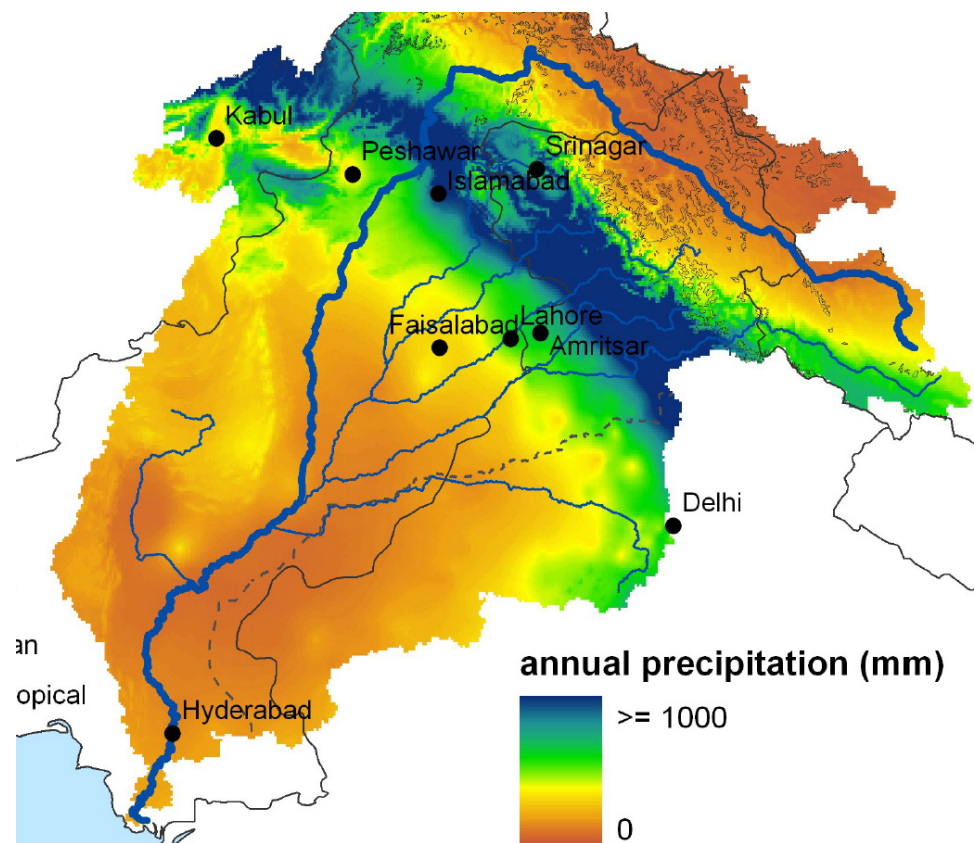 Kabul
Peshawar
Srinagar
Islamabad
Faisalabad
Lahore
Amritsar
Delhi
an
opical
Hyderabad
annual precipitation (mm)
>= 1000
0